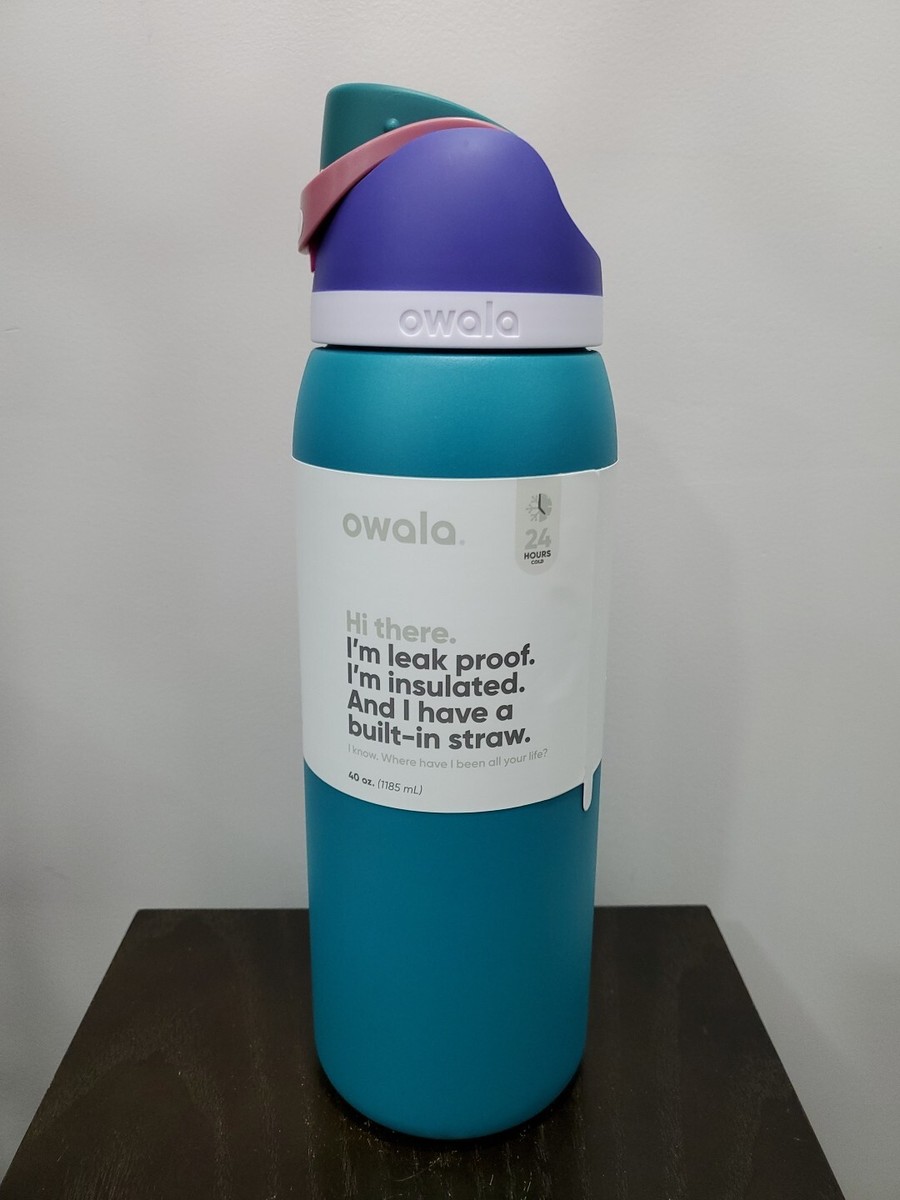 owala
owala®
24
HOURS
COLD
Hi there.
I'm leak proof.
I'm insulated.
And I have a
built-in straw.
I know. Where have I been all your life?
40 oz. (1185 mL)